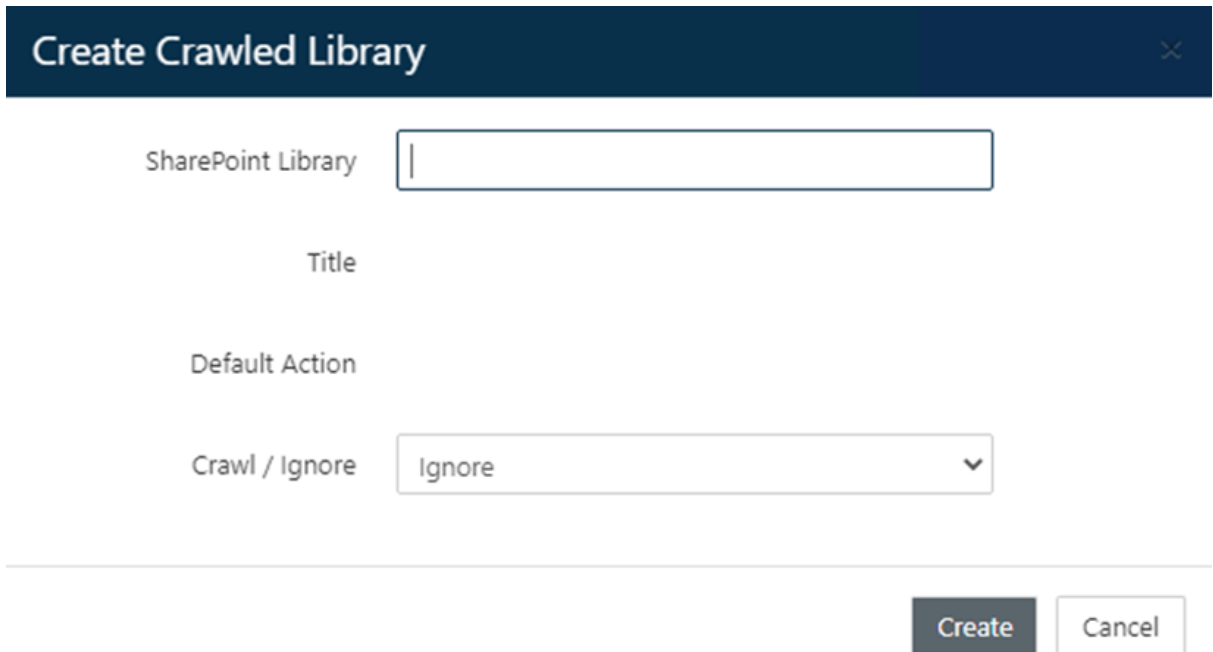 Create Crawled Library
SharePoint Library
Title
Default Action
Crawl / Ignore Ignore
Create Cancel